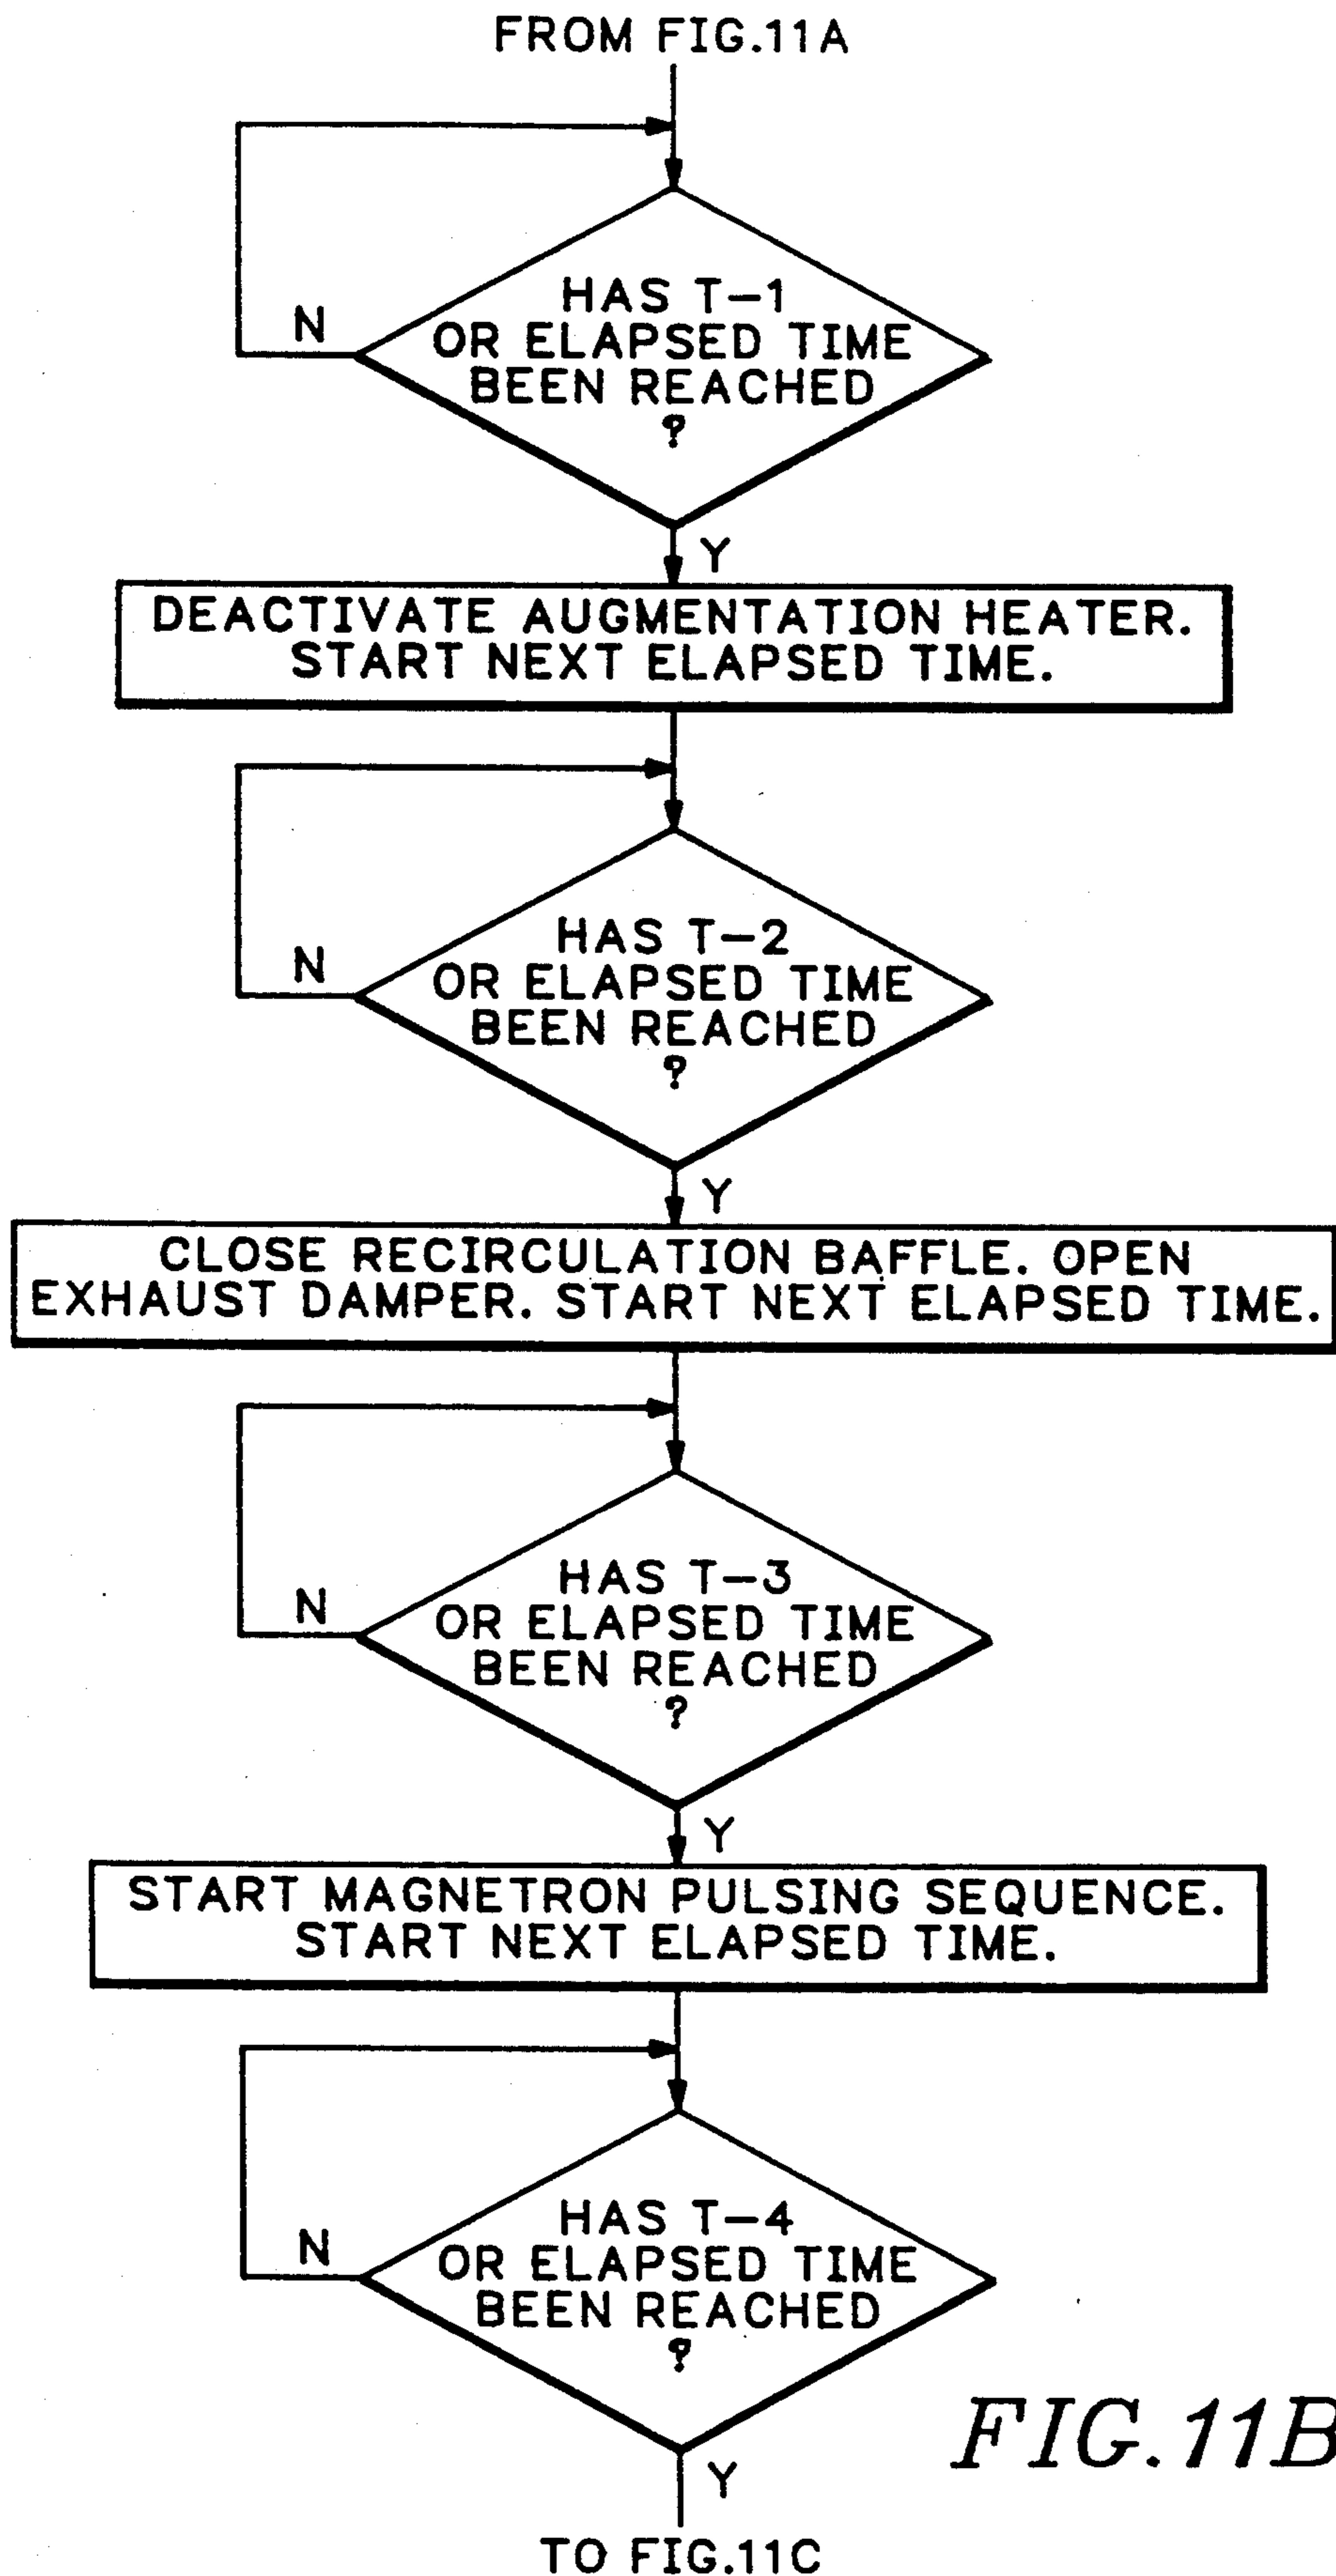 FROM FIG.11A
HAS T-1
OR ELAPSED TIME
BEEN REACHED
?
N
Y
DEACTIVATE AUGMENTATION HEATER.
START NEXT ELAPSED TIME.
HAS T-2
OR ELAPSED TIME
BEEN REACHED
?
N
Y
CLOSE RECIRCULATION BAFFLE. OPEN
EXHAUST DAMPER. START NEXT ELAPSED TIME.
HAS T-3
OR ELAPSED TIME
BEEN REACHED
?
N
Y
START MAGNETRON PULSING SEQUENCE.
START NEXT ELAPSED TIME.
HAS T-4
OR ELAPSED TIME
BEEN REACHED
?
N
Y
FIG.11B
TO FIG.11C